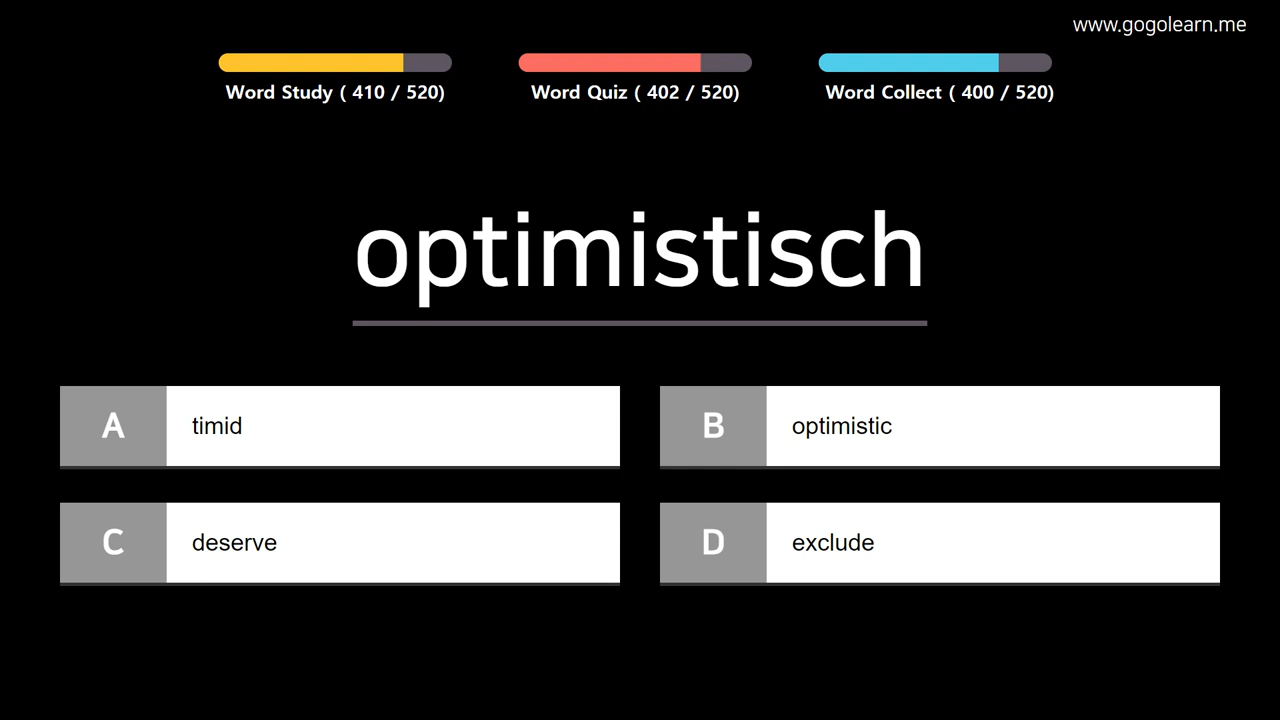 www.gogolearn.me
Word Study ( 410 / 520)
Word Quiz ( 402 / 520)
Word Collect ( 400 / 520)
optimistisch
A timid
B optimistic
C deserve
D exclude